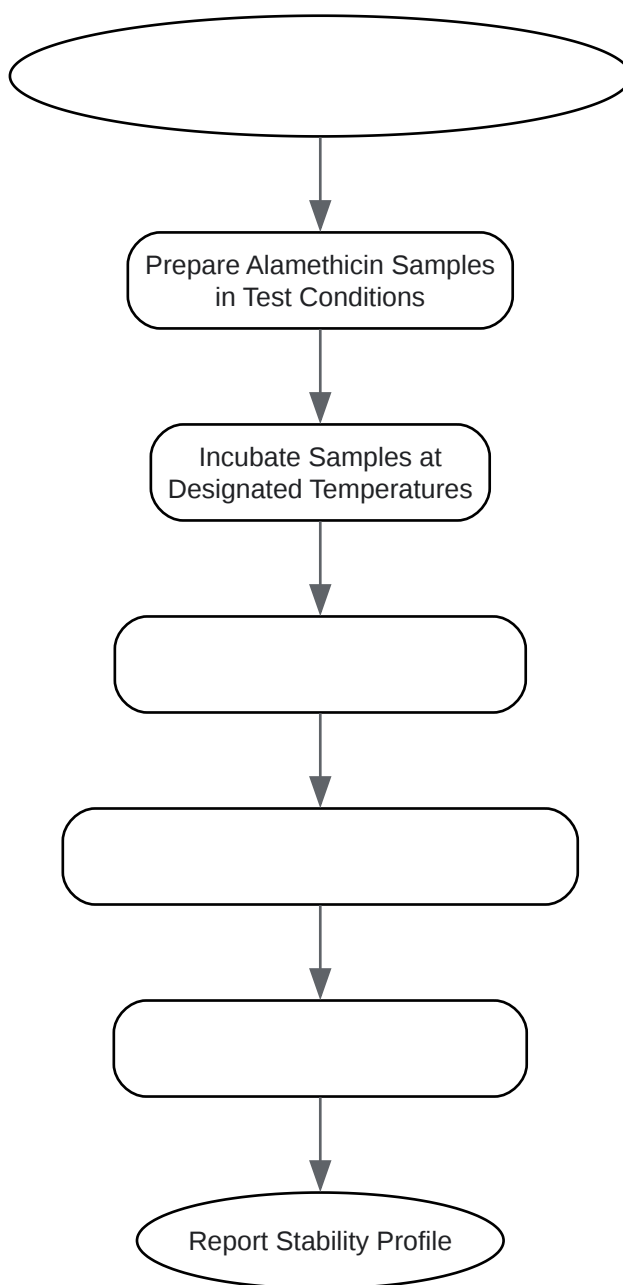 Prepare Alamethicin Samples
in Test Conditions
Incubate Samples at
Designated Temperatures
Report Stability Profile